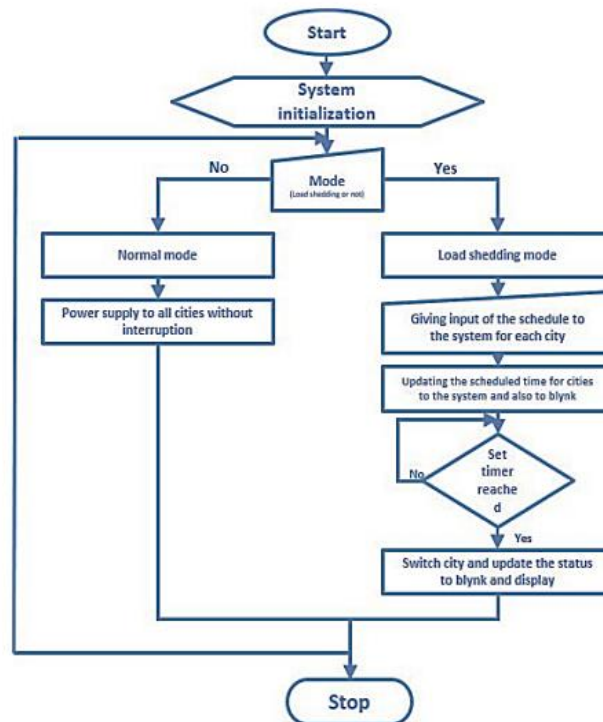 Start
System
initialization
No
Yes
Mode
(Load shedding or not)
Normal mode
Load shedding mode
Power supply to all cities without
interruption
Giving input of the schedule to
the system for each city
Updating the scheduled time for cities
to the system and also to blynk
Set
timer
reache
d
No
Yes
Switch city and update the status
to blynk and display
Stop